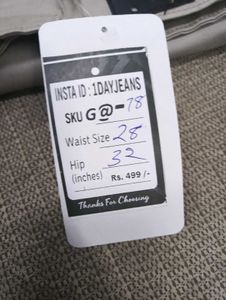 INSTA ID : 1DAYJEANS
SKU G@-78
Waist Size 28
Hip 32
(inches) Rs. 499 /-
Thanks For Choosing